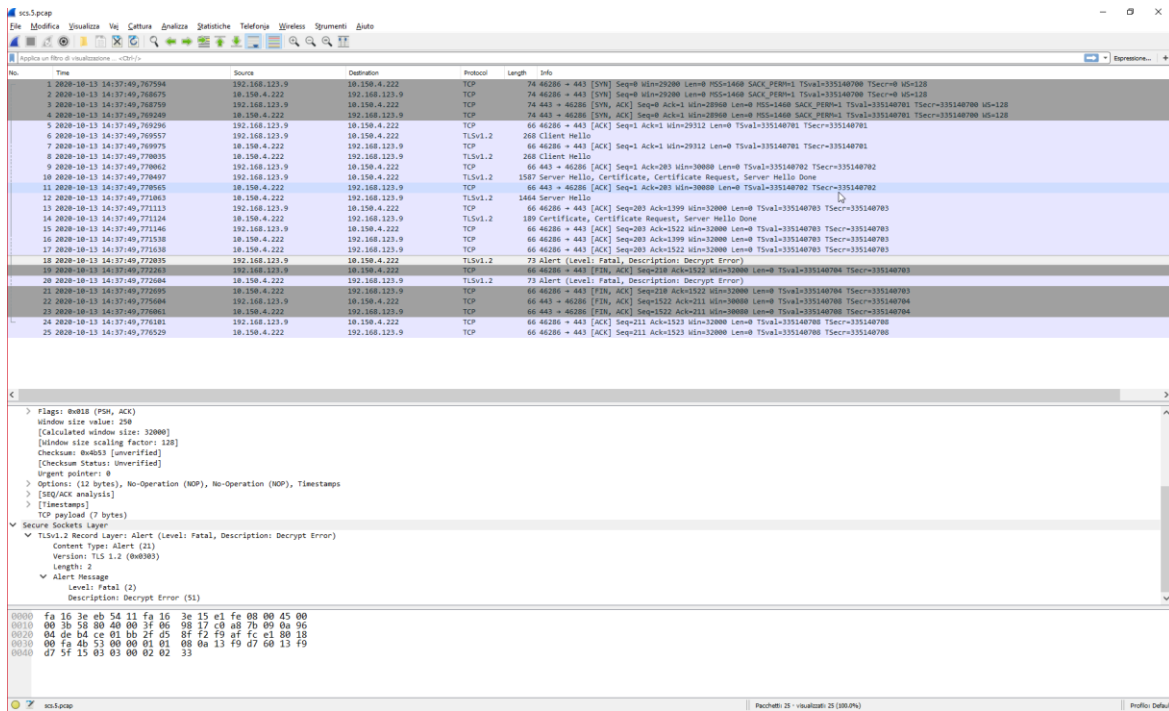 scs.5.pcap
File Modifica Visualizza Vai Cattura Analizza Statistiche Telefonia Wireless Strumenti Aiuto
Applica un filtro di visualizzazione ... <Ctrl-/> Espressione... +
No. Time Source Destination Protocol Length Info
1 2020-10-13 14:37:49,767594 192.168.123.9 10.150.4.222 TCP 74 46286 → 443 [SYN] Seq=0 Win=29200 Len=0 MSS=1460 SACK_PERM=1 TSval=335140700 TSecr=0 WS=128
2 2020-10-13 14:37:49,768675 192.168.123.9 10.150.4.222 TCP 74 46286 → 443 [SYN] Seq=0 Win=29200 Len=0 MSS=1460 SACK_PERM=1 TSval=335140700 TSecr=0 WS=128
3 2020-10-13 14:37:49,768759 10.150.4.222 192.168.123.9 TCP 74 443 → 46286 [SYN, ACK] Seq=0 Ack=1 Win=28960 Len=0 MSS=1460 SACK_PERM=1 TSval=335140701 TSecr=335140700 WS=128
4 2020-10-13 14:37:49,769249 10.150.4.222 192.168.123.9 TCP 74 443 → 46286 [SYN, ACK] Seq=0 Ack=1 Win=28960 Len=0 MSS=1460 SACK_PERM=1 TSval=335140701 TSecr=335140700 WS=128
5 2020-10-13 14:37:49,769296 192.168.123.9 10.150.4.222 TCP 66 46286 → 443 [ACK] Seq=1 Ack=1 Win=29312 Len=0 TSval=335140701 TSecr=335140701
6 2020-10-13 14:37:49,769557 192.168.123.9 10.150.4.222 TLSv1.2 268 Client Hello
7 2020-10-13 14:37:49,769975 192.168.123.9 10.150.4.222 TCP 66 46286 → 443 [ACK] Seq=1 Ack=1 Win=29312 Len=0 TSval=335140701 TSecr=335140701
8 2020-10-13 14:37:49,770035 192.168.123.9 10.150.4.222 TLSv1.2 268 Client Hello
9 2020-10-13 14:37:49,770062 10.150.4.222 192.168.123.9 TCP 66 443 → 46286 [ACK] Seq=1 Ack=203 Win=30080 Len=0 TSval=335140702 TSecr=335140702
10 2020-10-13 14:37:49,770497 10.150.4.222 192.168.123.9 TLSv1.2 1587 Server Hello, Certificate, Certificate Request, Server Hello Done
11 2020-10-13 14:37:49,770565 10.150.4.222 192.168.123.9 TCP 66 443 → 46286 [ACK] Seq=1 Ack=203 Win=30080 Len=0 TSval=335140702 TSecr=335140702
12 2020-10-13 14:37:49,771063 10.150.4.222 192.168.123.9 TLSv1.2 1464 Server Hello
13 2020-10-13 14:37:49,771113 192.168.123.9 10.150.4.222 TCP 66 46286 → 443 [ACK] Seq=203 Ack=1399 Win=32000 Len=0 TSval=335140703 TSecr=335140703
14 2020-10-13 14:37:49,771124 10.150.4.222 192.168.123.9 TLSv1.2 189 Certificate, Certificate Request, Server Hello Done
15 2020-10-13 14:37:49,771146 192.168.123.9 10.150.4.222 TCP 66 46286 → 443 [ACK] Seq=203 Ack=1522 Win=32000 Len=0 TSval=335140703 TSecr=335140703
16 2020-10-13 14:37:49,771538 192.168.123.9 10.150.4.222 TCP 66 46286 → 443 [ACK] Seq=203 Ack=1399 Win=32000 Len=0 TSval=335140703 TSecr=335140703
17 2020-10-13 14:37:49,771638 192.168.123.9 10.150.4.222 TCP 66 46286 → 443 [ACK] Seq=203 Ack=1522 Win=32000 Len=0 TSval=335140703 TSecr=335140703
18 2020-10-13 14:37:49,772035 192.168.123.9 10.150.4.222 TLSv1.2 73 Alert (Level: Fatal, Description: Decrypt Error)
19 2020-10-13 14:37:49,772263 192.168.123.9 10.150.4.222 TCP 66 46286 → 443 [FIN, ACK] Seq=210 Ack=1522 Win=32000 Len=0 TSval=335140704 TSecr=335140703
20 2020-10-13 14:37:49,772604 192.168.123.9 10.150.4.222 TLSv1.2 73 Alert (Level: Fatal, Description: Decrypt Error)
21 2020-10-13 14:37:49,772695 192.168.123.9 10.150.4.222 TCP 66 46286 → 443 [FIN, ACK] Seq=210 Ack=1522 Win=32000 Len=0 TSval=335140704 TSecr=335140703
22 2020-10-13 14:37:49,775604 10.150.4.222 192.168.123.9 TCP 66 443 → 46286 [FIN, ACK] Seq=1522 Ack=211 Win=30080 Len=0 TSval=335140708 TSecr=335140704
23 2020-10-13 14:37:49,776061 10.150.4.222 192.168.123.9 TCP 66 443 → 46286 [FIN, ACK] Seq=1522 Ack=211 Win=30080 Len=0 TSval=335140708 TSecr=335140704
24 2020-10-13 14:37:49,776101 192.168.123.9 10.150.4.222 TCP 66 46286 → 443 [ACK] Seq=211 Ack=1523 Win=32000 Len=0 TSval=335140708 TSecr=335140708
25 2020-10-13 14:37:49,776529 192.168.123.9 10.150.4.222 TCP 66 46286 → 443 [ACK] Seq=211 Ack=1523 Win=32000 Len=0 TSval=335140708 TSecr=335140708
Flags: 0x018 (PSH, ACK)
Window size value: 250
[Calculated window size: 32000]
[Window size scaling factor: 128]
Checksum: 0x4b53 [unverified]
[Checksum Status: Unverified]
Urgent pointer: 0
Options: (12 bytes), No-Operation (NOP), No-Operation (NOP), Timestamps
[SEQ/ACK analysis]
[Timestamps]
TCP payload (7 bytes)
Secure Sockets Layer
TLSv1.2 Record Layer: Alert (Level: Fatal, Description: Decrypt Error)
Content Type: Alert (21)
Version: TLS 1.2 (0x0303)
Length: 2
Alert Message
Level: Fatal (2)
Description: Decrypt Error (51)
0000 fa 16 3e eb 54 11 fa 16 3e 15 e1 fe 08 00 45 00
0010 00 3b 58 80 40 00 3f 06 98 17 c0 a8 7b 09 0a 96
0020 04 de b4 ce 01 bb 2f d5 8f f2 f9 af fc e1 80 18
0030 00 fa 4b 53 00 00 01 01 08 0a 13 f9 d7 60 13 f9
0040 d7 5f 15 03 03 00 02 02 33
scs.5.pcap Pacchetti: 25 · visualizzati: 25 (100.0%) Profilo: Defau